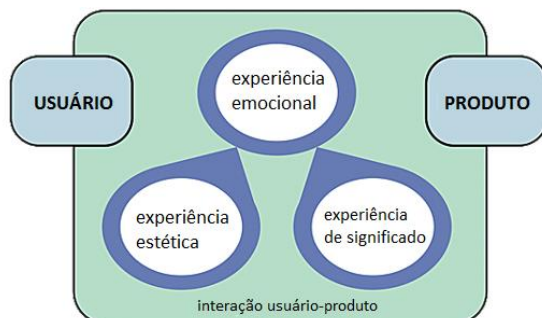 experiência
emocional
USUÁRIO
PRODUTO
experiência
estética
experiência
de significado
interação usuário-produto